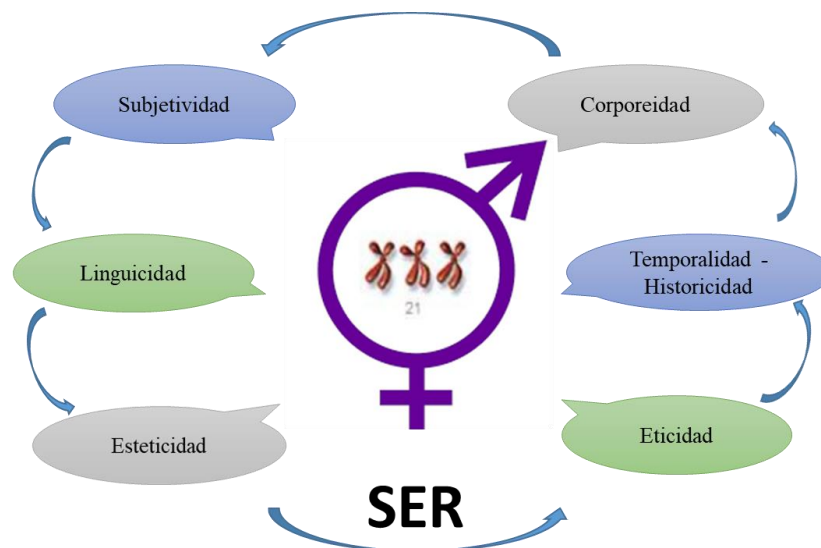 Subjetividad
Corporeidad
Linguicidad
21
Temporalidad -
Historicidad
Esteticidad
Eticidad
SER